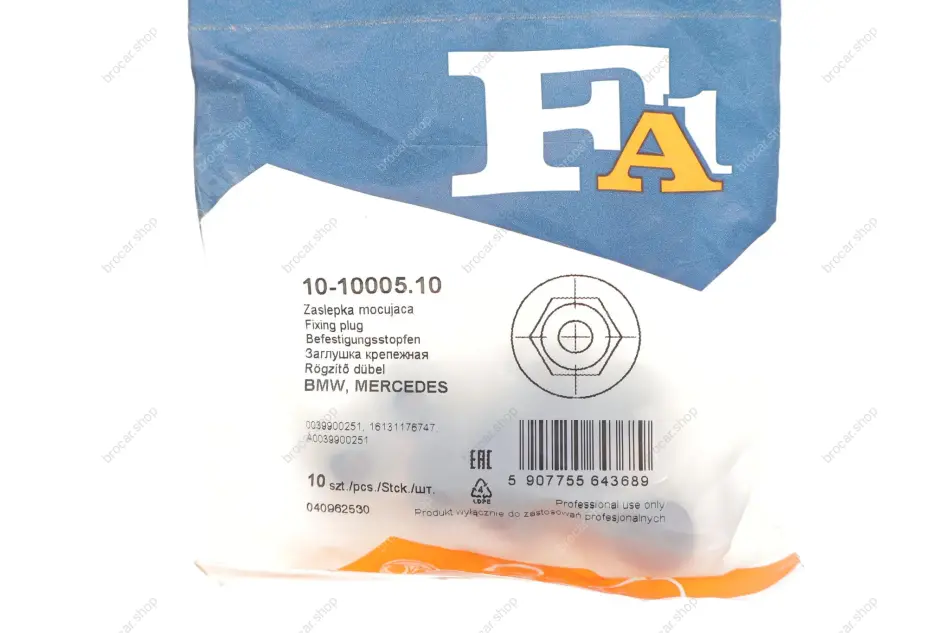 FA1
10-10005.10
Zaslepka mocujaca
Fixing plug
Befestigungsstopfen
Заглушка крепежная
Rögzítő dübel
BMW, MERCEDES
0039900251, 16131176747
A0039900251
10 szt./pcs./Stck./шт.
040962530
EAC
4
LDPE
5 907755 643689
Professional use only
Produkt wyłącznie do zastosowań profesjonalnych
brocar.shop